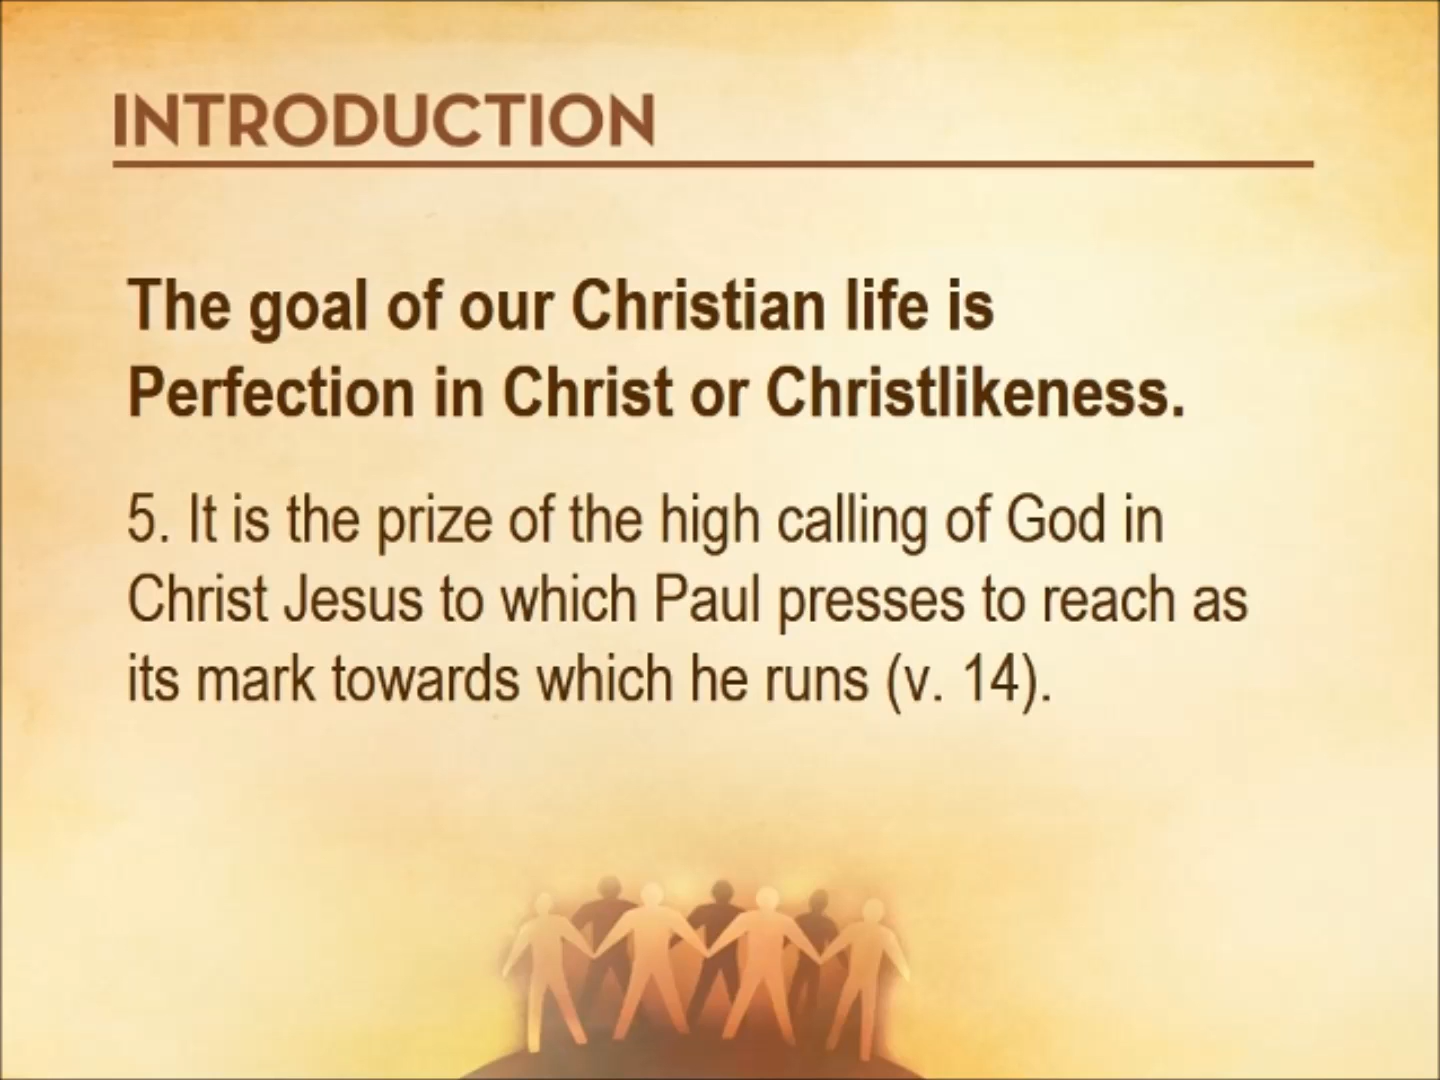 INTRODUCTION
The goal of our Christian life is
Perfection in Christ or Christlikeness.
5. It is the prize of the high calling of God in
Christ Jesus to which Paul presses to reach as
its mark towards which he runs (v. 14).